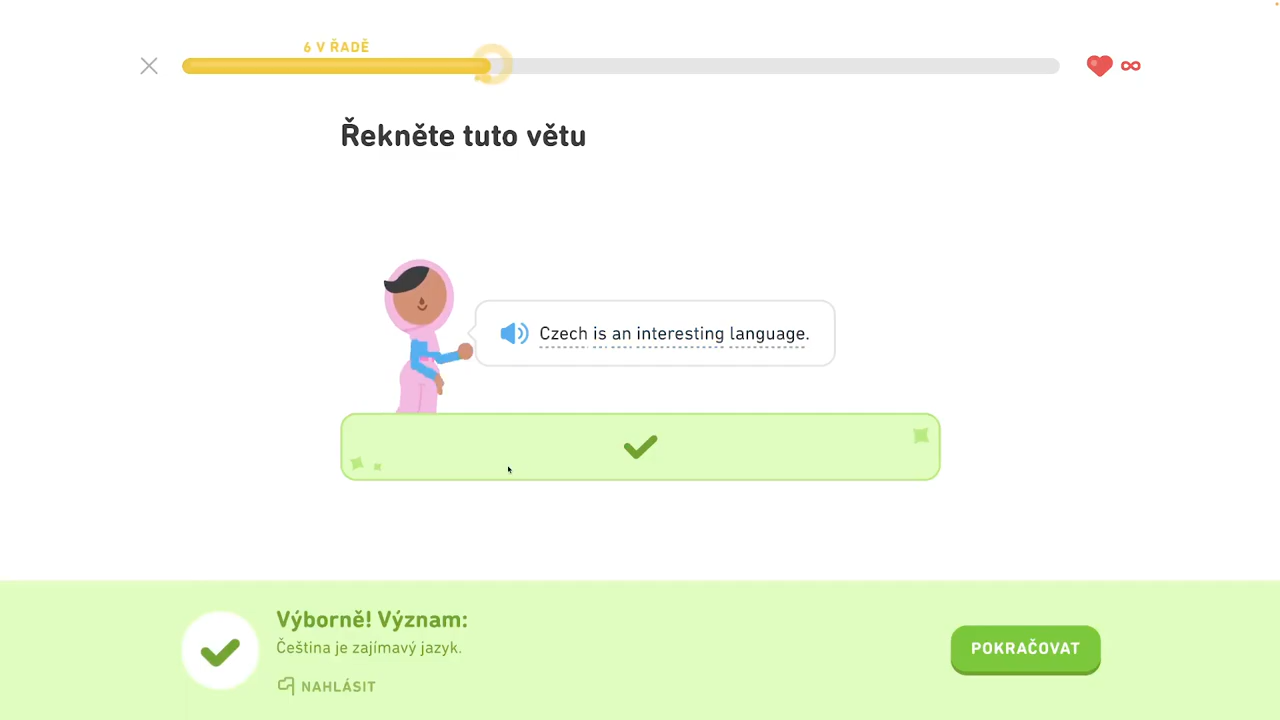 6 V ŘADĚ
Řekněte tuto větu
Czech is an interesting language.
Výborně! Význam:
Čeština je zajímavý jazyk.
POKRAČOVAT
NAHLÁSIT